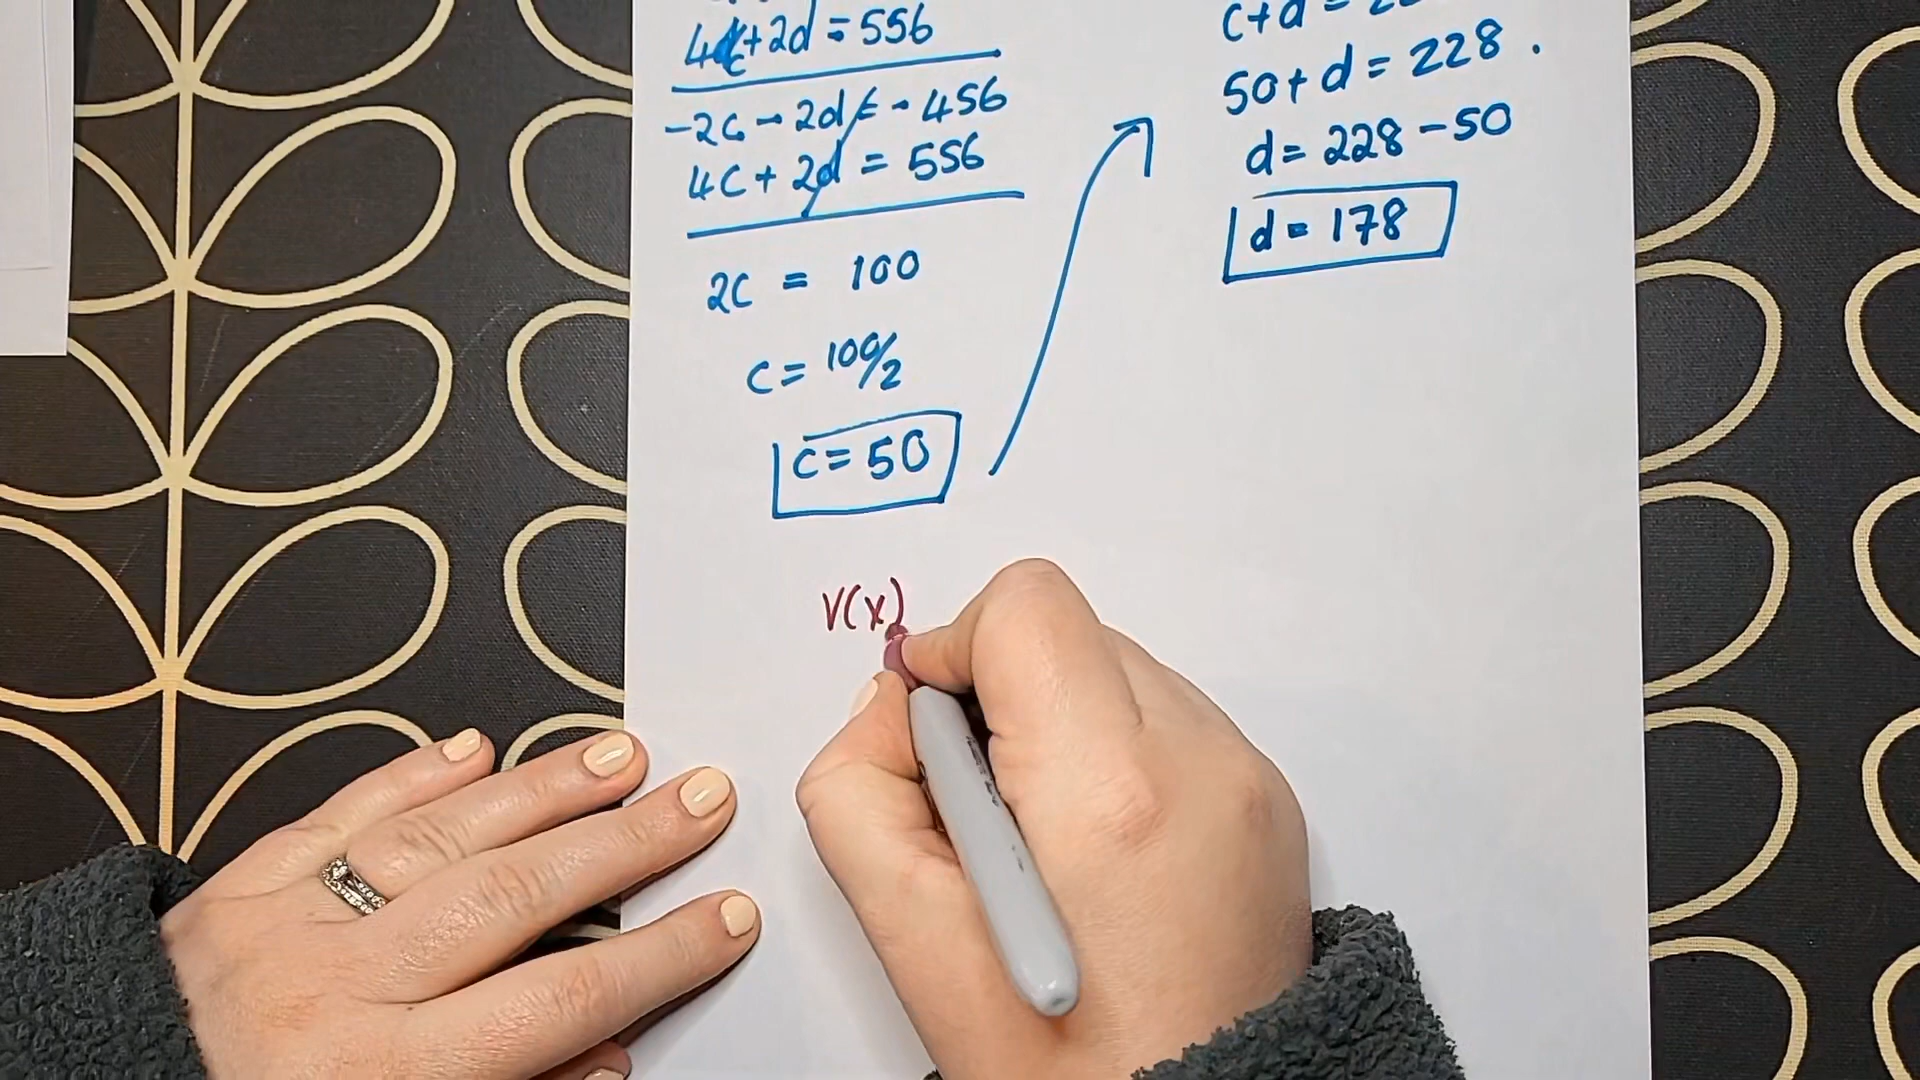 4c+2d = 556
-2c - 2d = - 456
4c + 2d = 556
2c = 100
c = 100/2
c = 50
c+d = 22
50+d = 228 .
d = 228 - 50
d = 178
V(x)